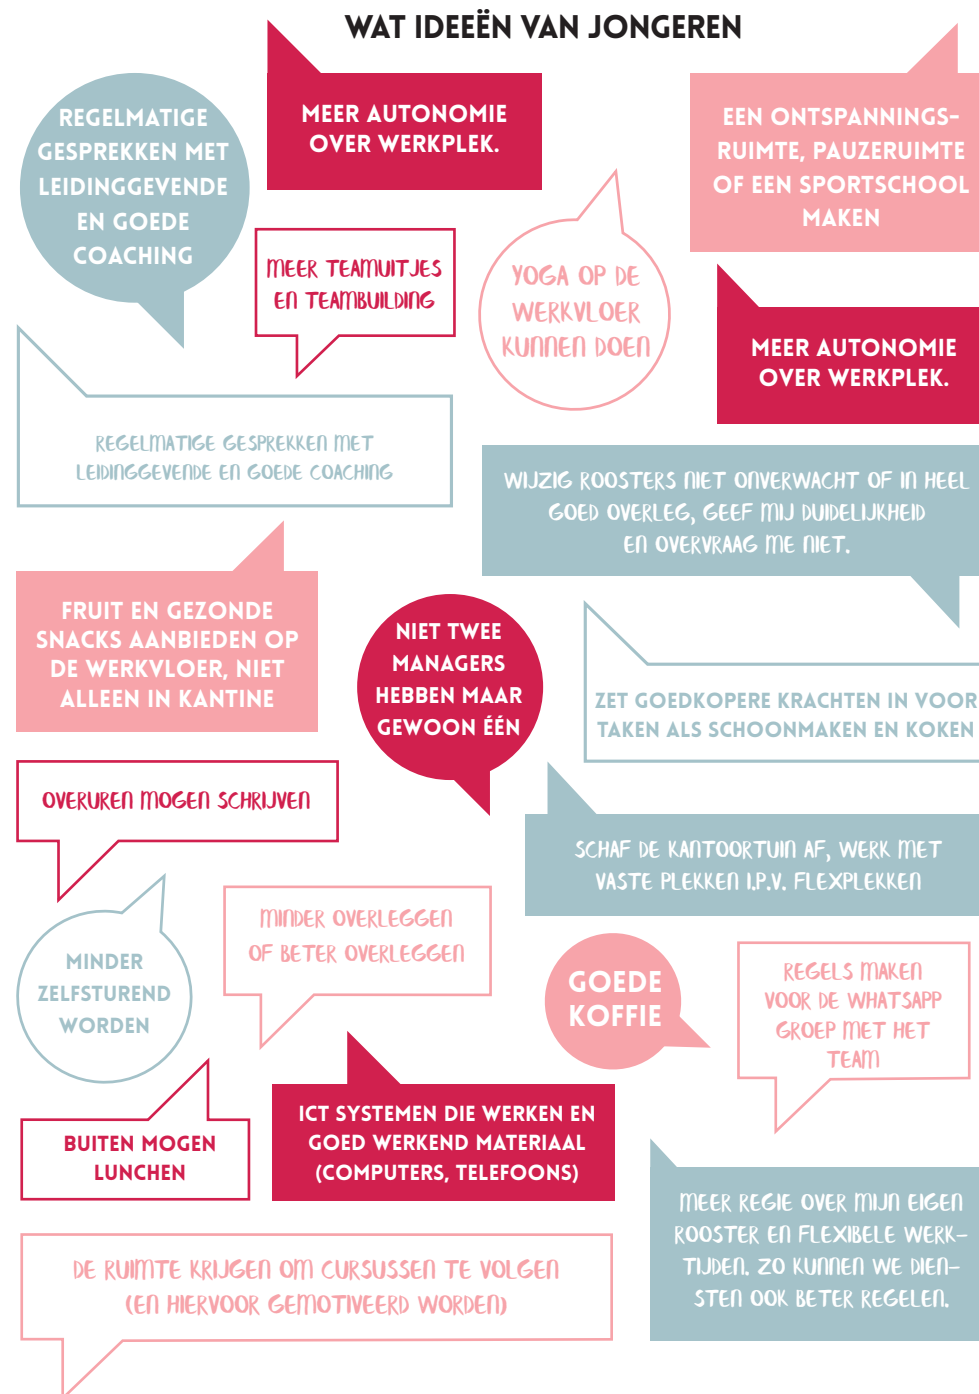 WAT IDEEËN VAN JONGEREN
REGELMATIGE
GESPREKKEN MET
LEIDINGGEVENDE
EN GOEDE
COACHING
MEER AUTONOMIE
OVER WERKPLEK.
EEN ONTSPANNINGS-
RUIMTE, PAUZERUIMTE
OF EEN SPORTSCHOOL
MAKEN
MEER TEAMUITJES
EN TEAMBUILDING
YOGA OP DE
WERKVLOER
KUNNEN DOEN
MEER AUTONOMIE
OVER WERKPLEK.
REGELMATIGE GESPREKKEN MET
LEIDINGGEVENDE EN GOEDE COACHING
WIJZIG ROOSTERS NIET ONVERWACHT OF IN HEEL
GOED OVERLEG, GEEF MIJ DUIDELIJKHEID
EN OVERVRAAG ME NIET.
FRUIT EN GEZONDE
SNACKS AANBIEDEN OP
DE WERKVLOER, NIET
ALLEEN IN KANTINE
NIET TWEE
MANAGERS
HEBBEN MAAR
GEWOON ÉÉN
ZET GOEDKOPERE KRACHTEN IN VOOR
TAKEN ALS SCHOONMAKEN EN KOKEN
OVERUREN MOGEN SCHRIJVEN
SCHAF DE KANTOORTUIN AF, WERK MET
VASTE PLEKKEN I.P.V. FLEXPLEKKEN
MINDER
ZELFSTUREND
WORDEN
MINDER OVERLEGGEN
OF BETER OVERLEGGEN
GOEDE
KOFFIE
REGELS MAKEN
VOOR DE WHATSAPP
GROEP MET HET
TEAM
BUITEN MOGEN
LUNCHEN
ICT SYSTEMEN DIE WERKEN EN
GOED WERKEND MATERIAAL
(COMPUTERS, TELEFOONS)
MEER REGIE OVER MIJN EIGEN
ROOSTER EN FLEXIBELE WERK-
TIJDEN. ZO KUNNEN WE DIEN-
STEN OOK BETER REGELEN.
DE RUIMTE KRIJGEN OM CURSUSSEN TE VOLGEN
(EN HIERVOOR GEMOTIVEERD WORDEN)